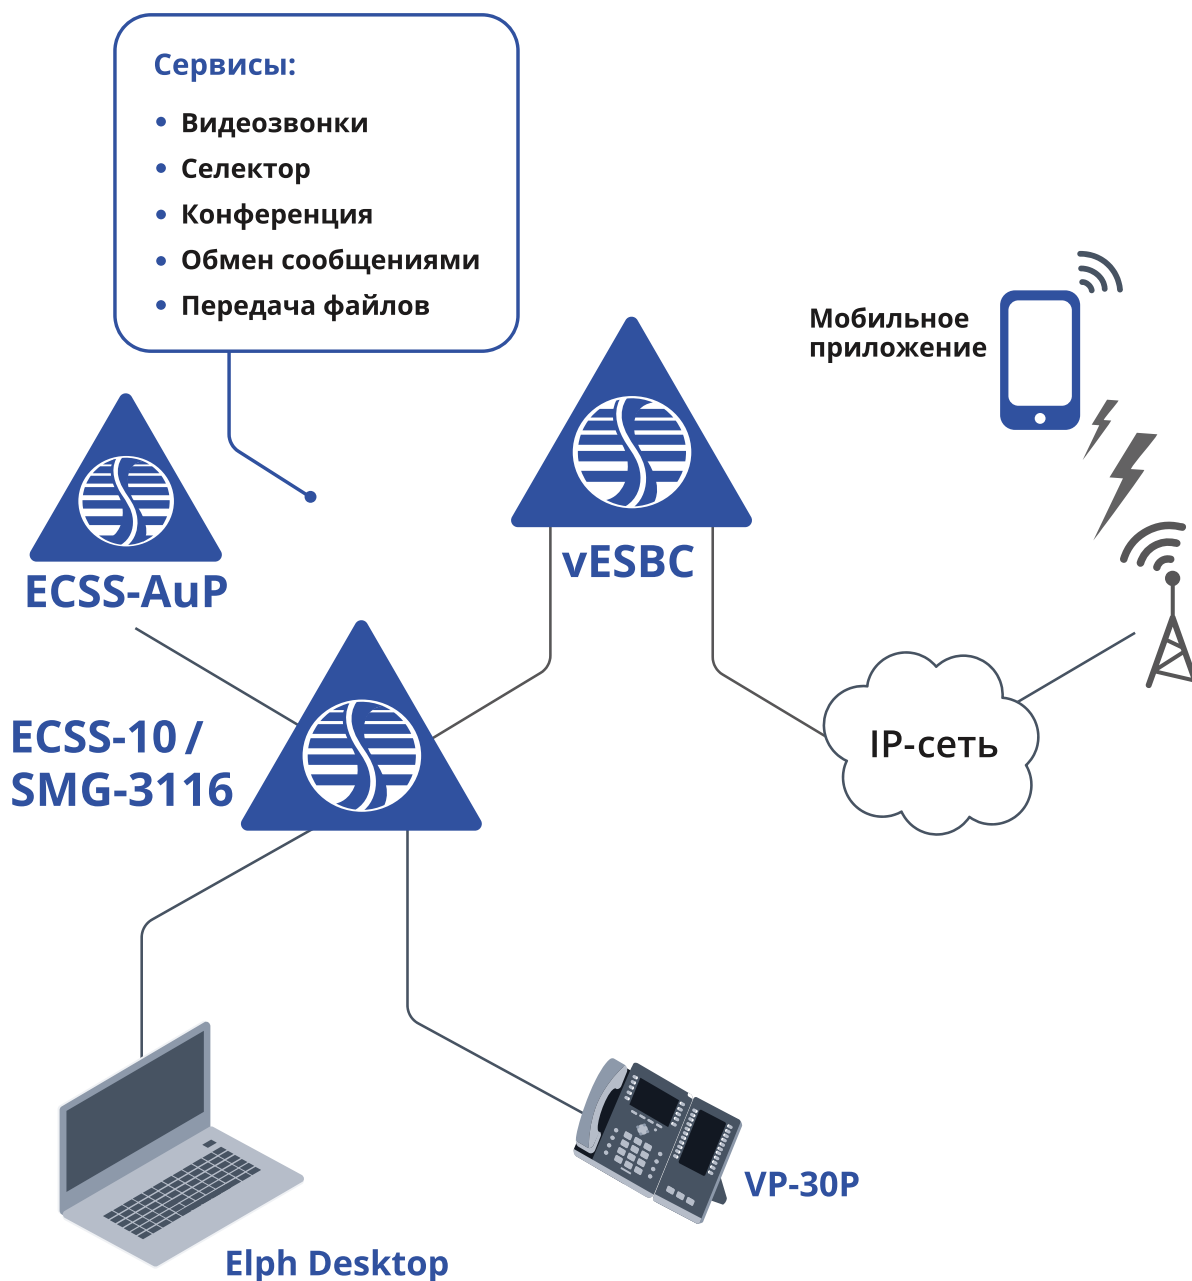 Сервисы:
Видеозвонки
Селектор
Конференция
Обмен сообщениями
Передача файлов
Мобильное
приложение
vESBC
ECSS-AuP
ECSS-10 /
SMG-3116
IP-сеть
VP-30P
Elph Desktop